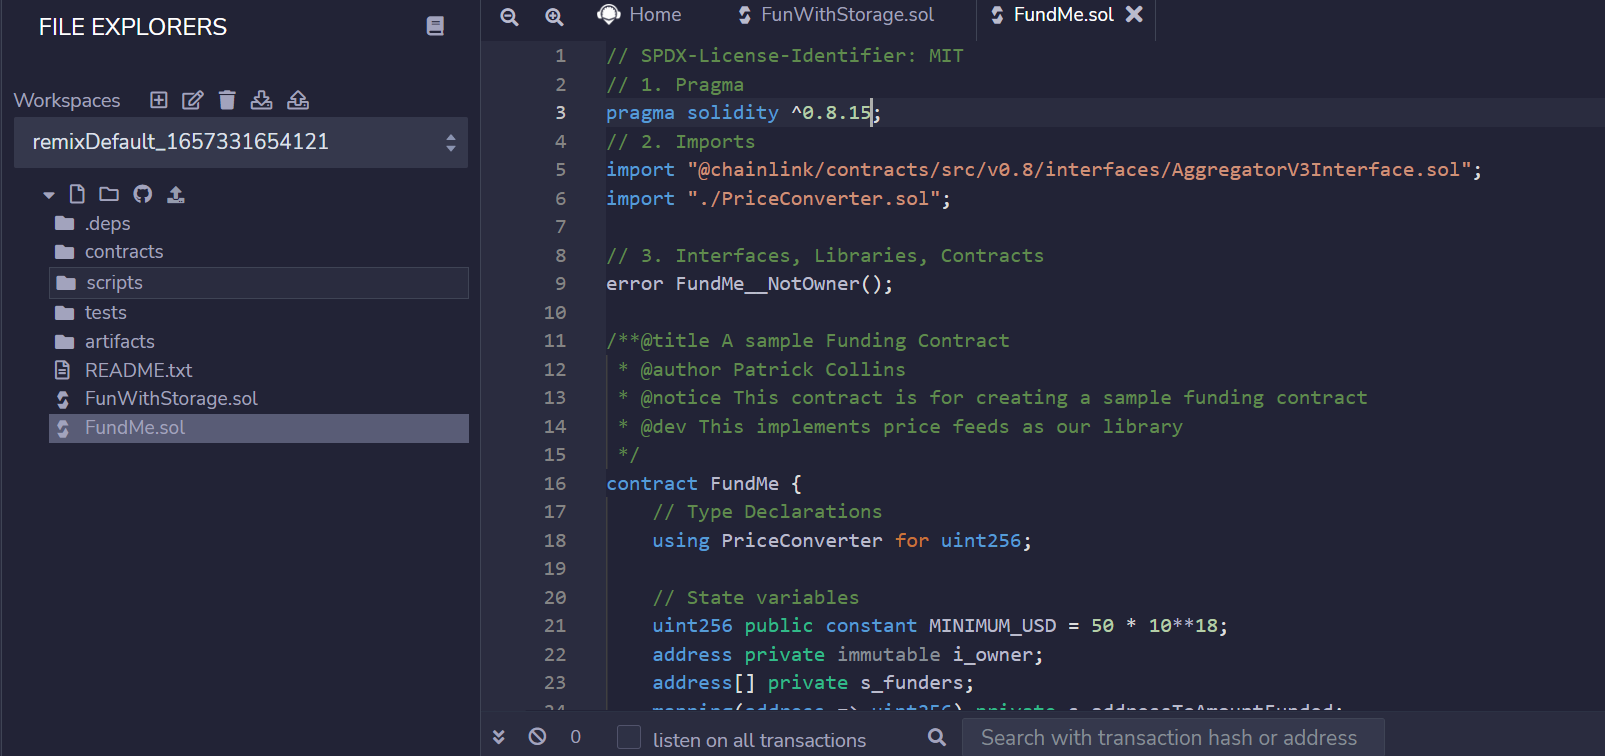 FILE EXPLORERS
Workspaces
remixDefault_1657331654121
.deps
contracts
scripts
tests
artifacts
README.txt
FunWithStorage.sol
FundMe.sol
Home FunWithStorage.sol FundMe.sol
1 // SPDX-License-Identifier: MIT
2 // 1. Pragma
3 pragma solidity ^0.8.15;
4 // 2. Imports
5 import "@chainlink/contracts/src/v0.8/interfaces/AggregatorV3Interface.sol";
6 import "./PriceConverter.sol";
7
8 // 3. Interfaces, Libraries, Contracts
9 error FundMe__NotOwner();
10
11 /**@title A sample Funding Contract
12 * @author Patrick Collins
13 * @notice This contract is for creating a sample funding contract
14 * @dev This implements price feeds as our library
15 */
16 contract FundMe {
17 // Type Declarations
18 using PriceConverter for uint256;
19
20 // State variables
21 uint256 public constant MINIMUM_USD = 50 * 10**18;
22 address private immutable i_owner;
23 address[] private s_funders;
24 mapping(address => uint256) private s_addressToAmountFunded;
0 listen on all transactions Search with transaction hash or address